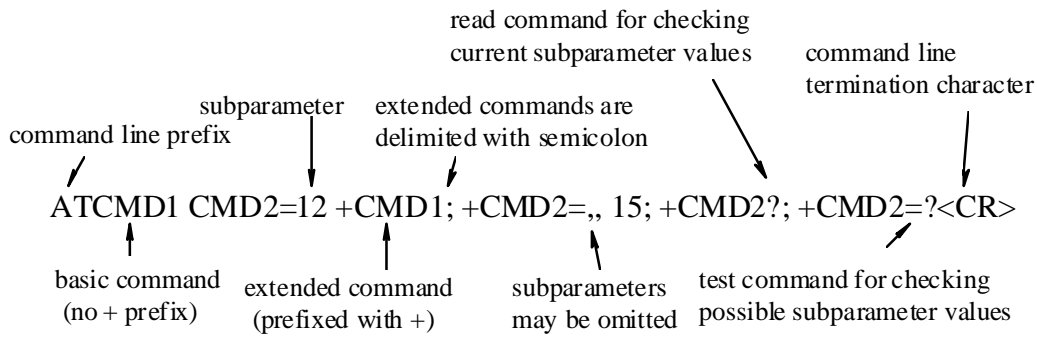 read command for checking
current subparameter values
command line
termination character
subparameter
extended commands are
delimited with semicolon
command line prefix
ATCMD1 CMD2=12 +CMD1; +CMD2=,, 15; +CMD2?; +CMD2=?<CR>
basic command
(no + prefix)
extended command
(prefixed with +)
subparameters
may be omitted
test command for checking
possible subparameter values